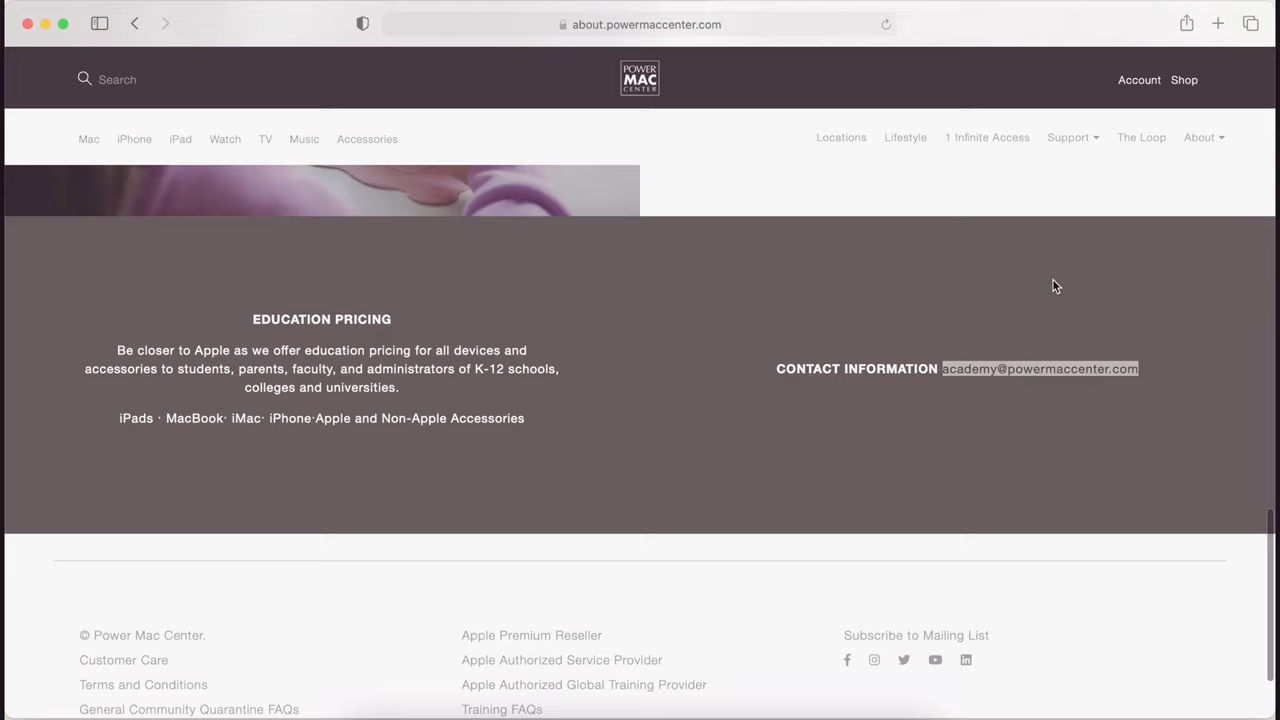 about.powermaccenter.com
Search
POWER
MAC
CENTER
Account Shop
Mac iPhone iPad Watch TV Music Accessories
Locations Lifestyle 1 Infinite Access Support The Loop About
EDUCATION PRICING
Be closer to Apple as we offer education pricing for all devices and
accessories to students, parents, faculty, and administrators of K-12 schools,
colleges and universities.
iPads · MacBook· iMac· iPhone·Apple and Non-Apple Accessories
CONTACT INFORMATION academy@powermaccenter.com
© Power Mac Center.
Customer Care
Terms and Conditions
General Community Quarantine FAQs
Apple Premium Reseller
Apple Authorized Service Provider
Apple Authorized Global Training Provider
Training FAQs
Subscribe to Mailing List